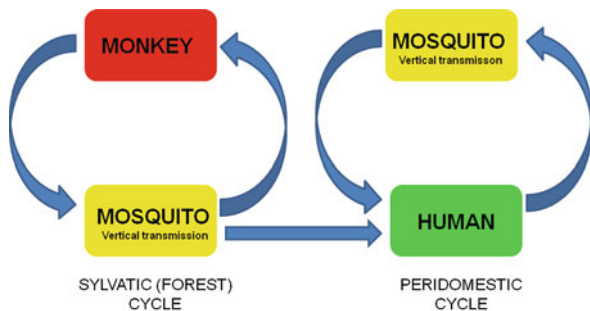 MONKEY
MOSQUITO
Vertical transmisson
MOSQUITO
Vertical transmission
HUMAN
SYLVATIC (FOREST)
CYCLE
PERIDOMESTIC
CYCLE